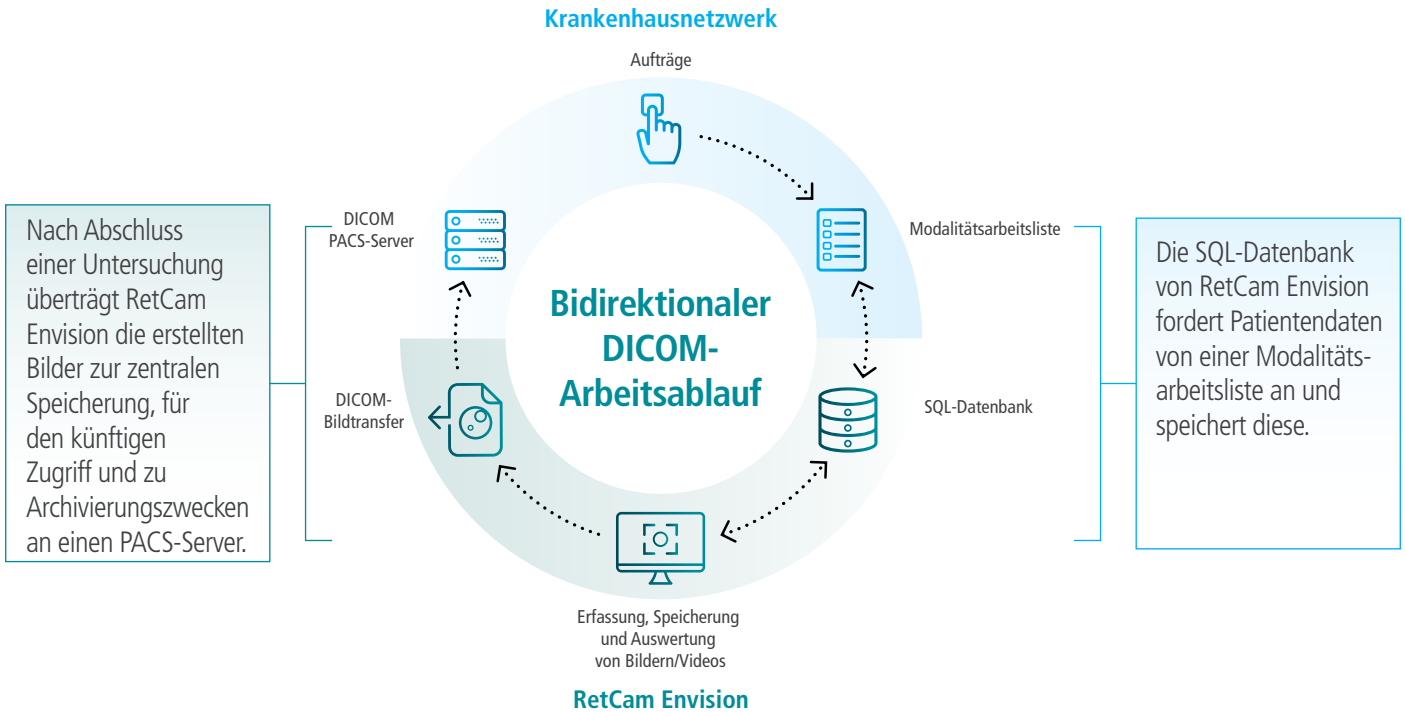 Krankenhausnetzwerk
Aufträge
DICOM
PACS-Server
Modalitätsarbeitsliste
Nach Abschluss
einer Untersuchung
überträgt RetCam
Envision die erstellten
Bilder zur zentralen
Speicherung, für
den künftigen
Zugriff und zu
Archivierungszwecken
an einen PACS-Server.
Bidirektionaler
DICOM-
Arbeitsablauf
Die SQL-Datenbank
von RetCam Envision
fordert Patientendaten
von einer Modalitäts-
arbeitsliste an und
speichert diese.
DICOM-
Bildtransfer
SQL-Datenbank
Erfassung, Speicherung
und Auswertung
von Bildern/Videos
RetCam Envision